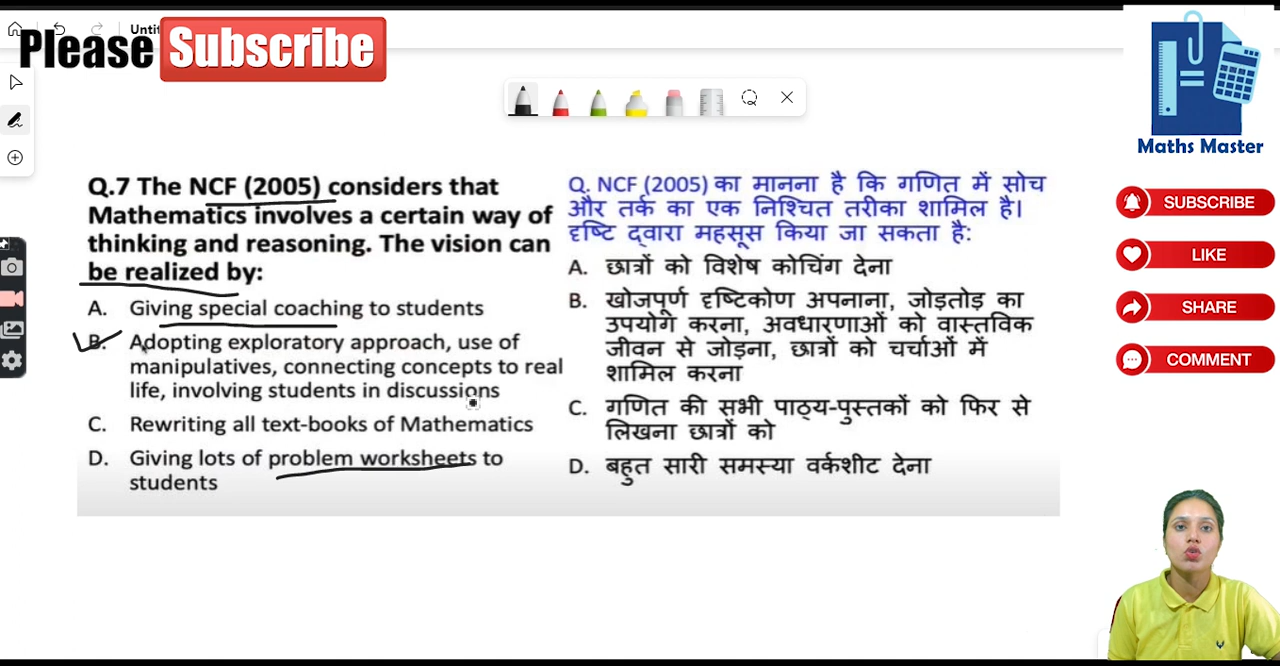 Please Subscribe
Maths Master
Q.7 The NCF (2005) considers that
Mathematics involves a certain way of
thinking and reasoning. The vision can
be realized by:
A. Giving special coaching to students
B. Adopting exploratory approach, use of
manipulatives, connecting concepts to real
life, involving students in discussions
C. Rewriting all text-books of Mathematics
D. Giving lots of problem worksheets to
students
Q. NCF (2005) का मानना है कि गणित में सोच
और तर्क का एक निश्चित तरीका शामिल है।
दृष्टि द्वारा महसूस किया जा सकता है:
A. छात्रों को विशेष कोचिंग देना
B. खोजपूर्ण दृष्टिकोण अपनाना, जोड़तोड़ का
उपयोग करना, अवधारणाओं को वास्तविक
जीवन से जोड़ना, छात्रों को चर्चाओं में
शामिल करना
C. गणित की सभी पाठ्य-पुस्तकों को फिर से
लिखना छात्रों को
D. बहुत सारी समस्या वर्कशीट देना
SUBSCRIBE
LIKE
SHARE
COMMENT